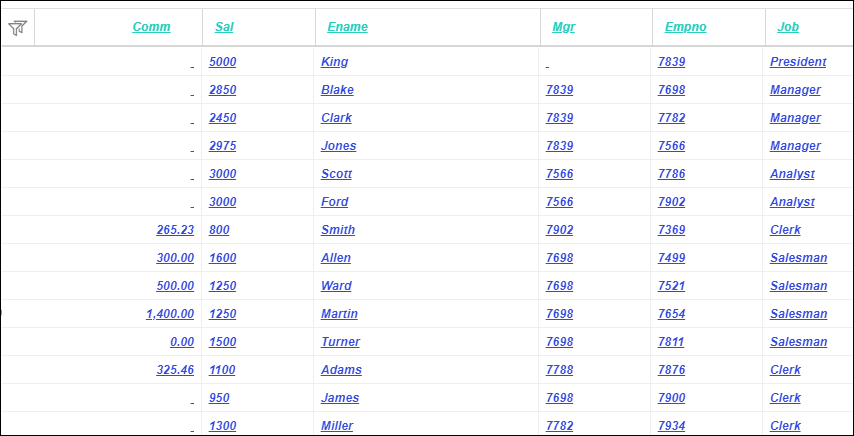 Comm Sal Ename Mgr Empno Job
_ 5000 King _ 7839 President
_ 2850 Blake 7839 7698 Manager
_ 2450 Clark 7839 7782 Manager
_ 2975 Jones 7839 7566 Manager
_ 3000 Scott 7566 7786 Analyst
_ 3000 Ford 7566 7902 Analyst
265.23 800 Smith 7902 7369 Clerk
300.00 1600 Allen 7698 7499 Salesman
500.00 1250 Ward 7698 7521 Salesman
1,400.00 1250 Martin 7698 7654 Salesman
0.00 1500 Turner 7698 7811 Salesman
325.46 1100 Adams 7788 7876 Clerk
_ 950 James 7698 7900 Clerk
_ 1300 Miller 7782 7934 Clerk